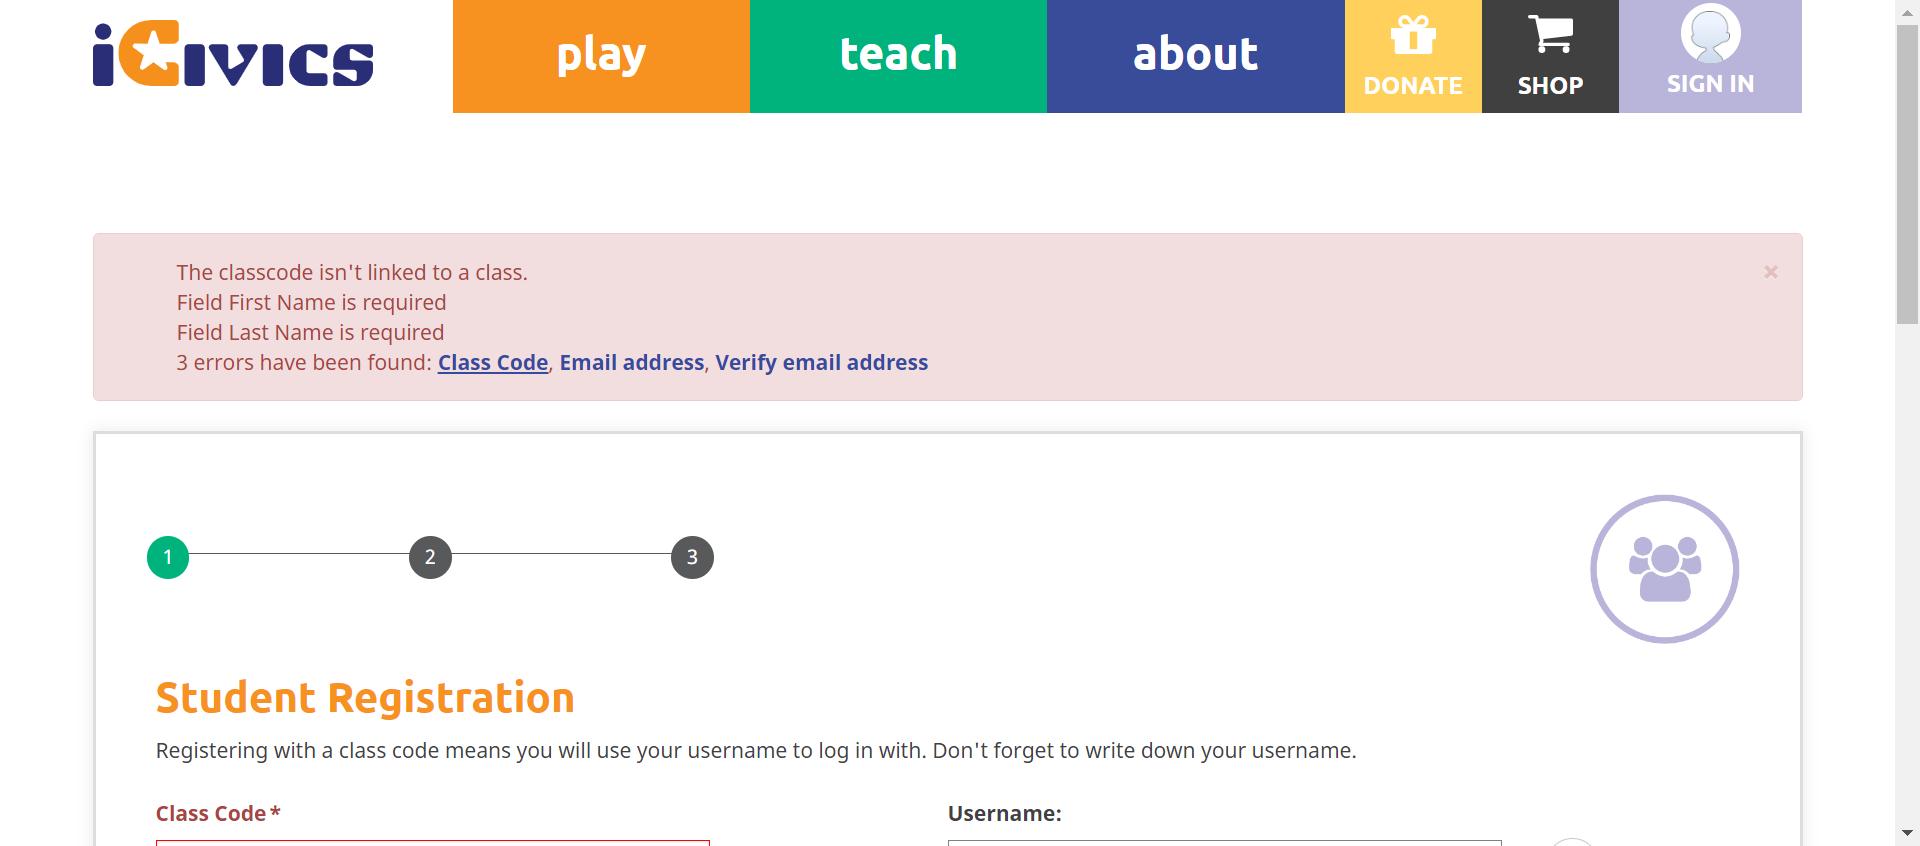 iCivics
play
teach
about
DONATE
SHOP
SIGN IN
The classcode isn't linked to a class.
Field First Name is required
Field Last Name is required
3 errors have been found: Class Code, Email address, Verify email address
×
1
2
3
Student Registration
Registering with a class code means you will use your username to log in with. Don't forget to write down your username.
Class Code *
Username: